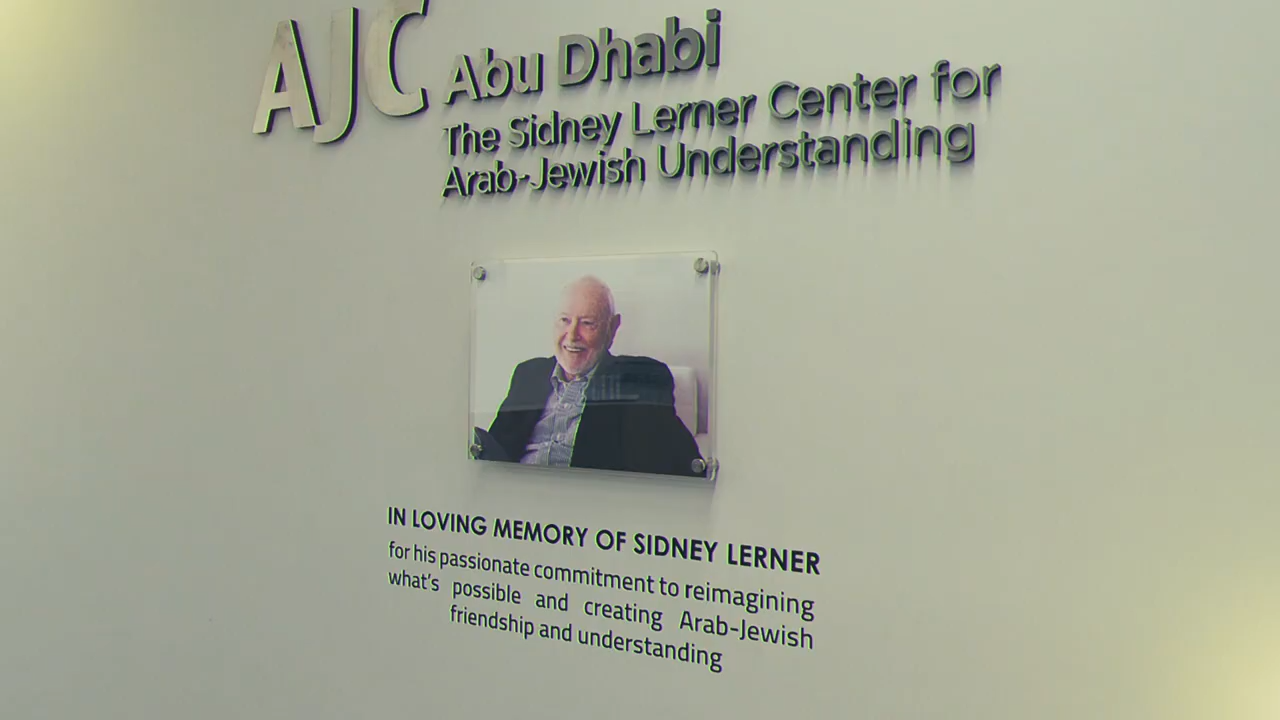 AJC Abu Dhabi
The Sidney Lerner Center for
Arab-Jewish Understanding
IN LOVING MEMORY OF SIDNEY LERNER
for his passionate commitment to reimagining
what's possible and creating Arab-Jewish
friendship and understanding